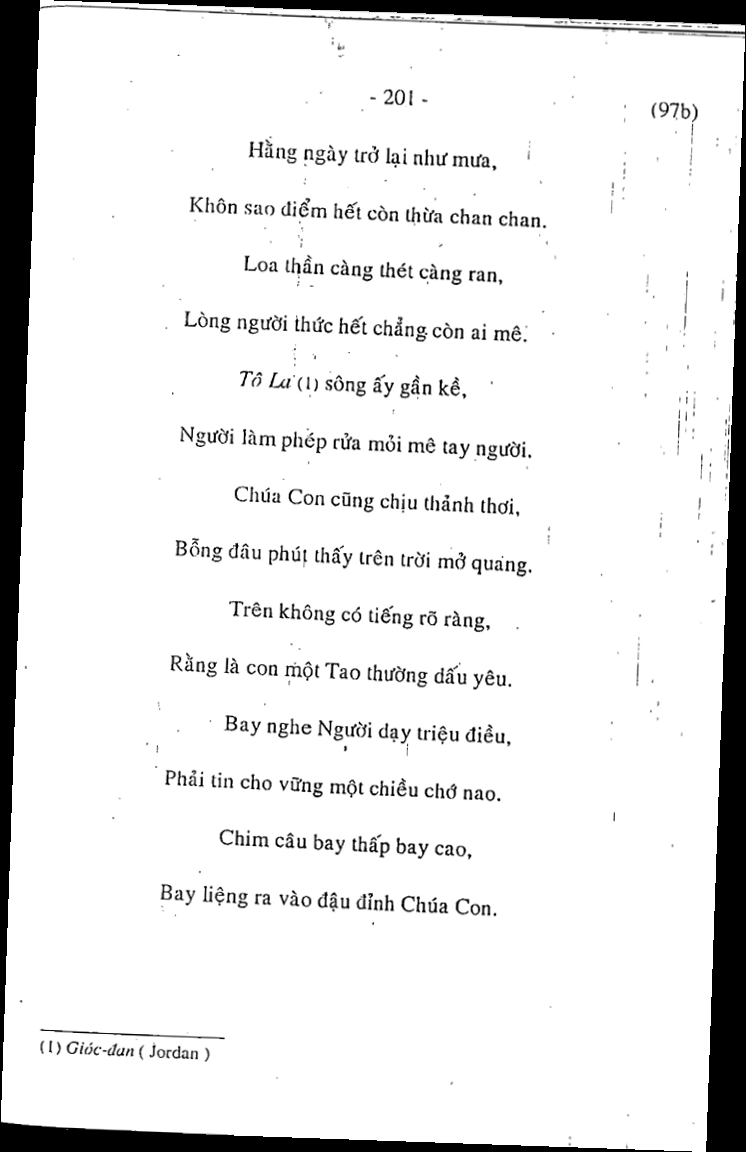 - 201 -
(97b)
Hằng ngày trở lại như mưa,
Khôn sao điểm hết còn thừa chan chan.
Loa thần càng thét càng ran,
Lòng người thức hết chẳng còn ai mê.
Tô La (1) sông ấy gần kề,
Người làm phép rửa mỏi mê tay người.
Chúa Con cũng chịu thảnh thơi,
Bỗng đâu phút thấy trên trời mở quang.
Trên không có tiếng rõ ràng,
Rằng là con một Tao thường dấu yêu.
Bay nghe Người dạy triệu điều,
Phải tin cho vững một chiều chớ nao.
Chim câu bay thấp bay cao,
Bay liệng ra vào đậu đỉnh Chúa Con.
(1) Gióc-đan ( Jordan )